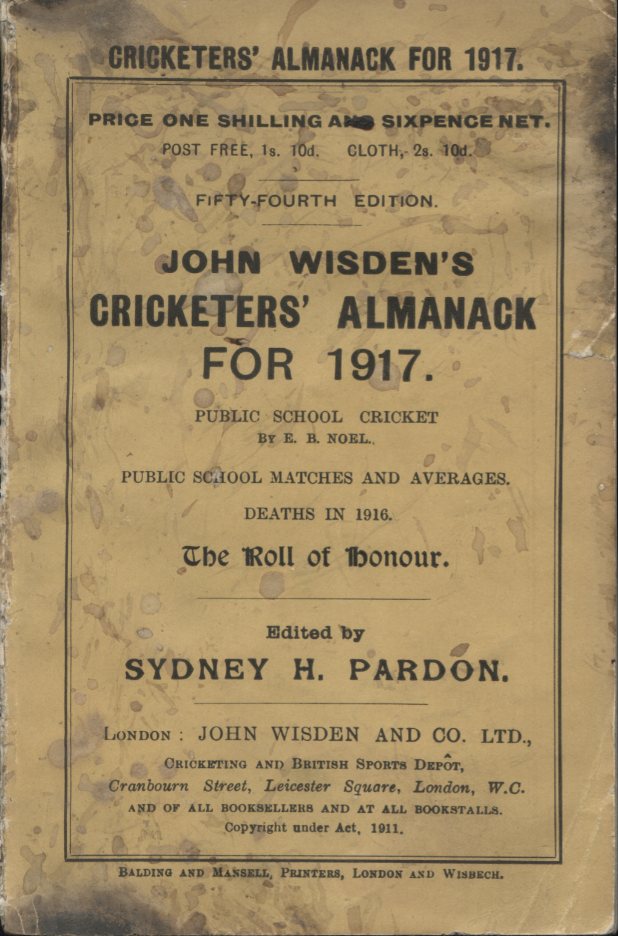 CRICKETERS' ALMANACK FOR 1917.
PRICE ONE SHILLING AND SIXPENCE NET.
POST FREE, 1s. 10d. CLOTH, 2s. 10d.
FIFTY-FOURTH EDITION.
JOHN WISDEN'S
CRICKETERS' ALMANACK
FOR 1917.
PUBLIC SCHOOL CRICKET
BY E. B. NOEL.
PUBLIC SCHOOL MATCHES AND AVERAGES.
DEATHS IN 1916.
The Roll of Honour.
Edited by
SYDNEY H. PARDON.
LONDON : JOHN WISDEN AND CO. LTD.,
CRICKETING AND BRITISH SPORTS DEPÔT,
Cranbourn Street, Leicester Square, London, W.C.
AND OF ALL BOOKSELLERS AND AT ALL BOOKSTALLS.
Copyright under Act, 1911.
BALDING AND MANSELL, PRINTERS, LONDON AND WISBECH.